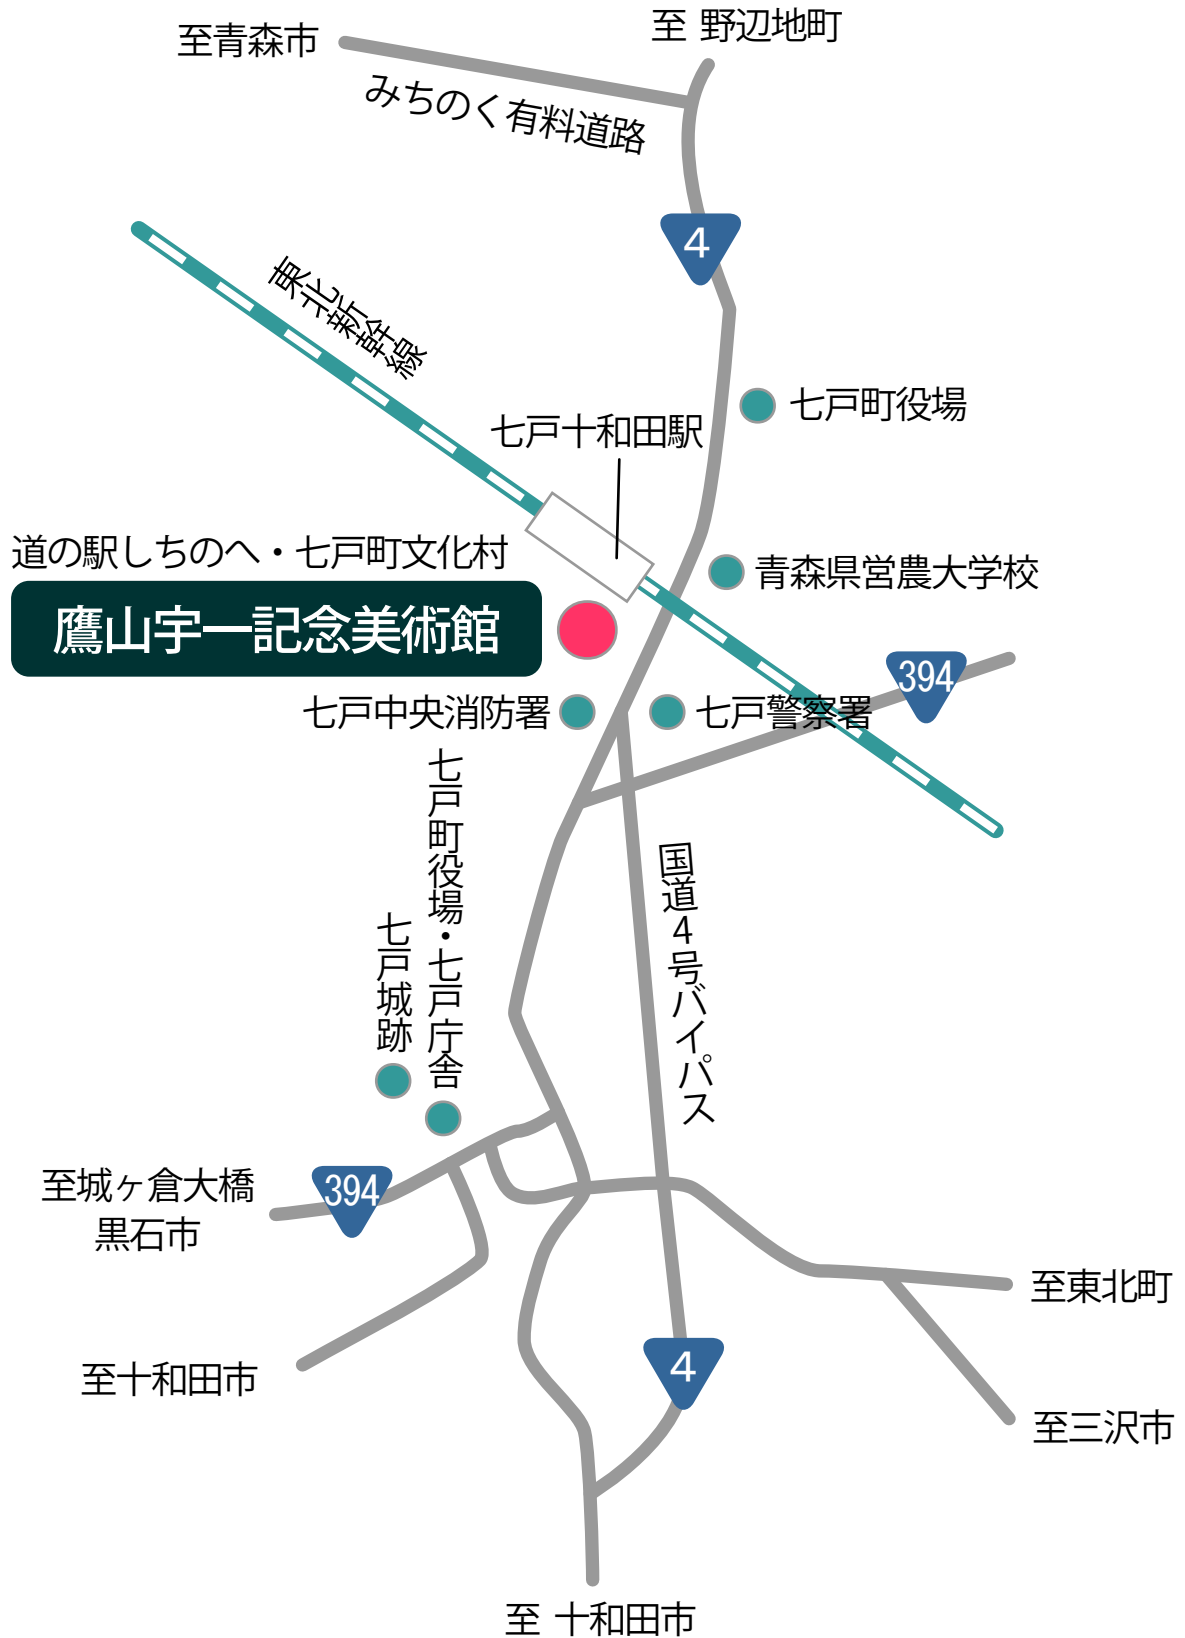 至 野辺地町
至青森市
みちのく有料道路
4
東北新幹線
七戸町役場
七戸十和田駅
道の駅しちのへ・七戸町文化村
青森県営農大学校
鷹山宇一記念美術館
394
七戸中央消防署
七戸警察署
七戸町役場・七戸庁舎
国道4号バイパス
七戸城跡
至城ヶ倉大橋
黒石市
394
至東北町
4
至十和田市
至三沢市
至 十和田市